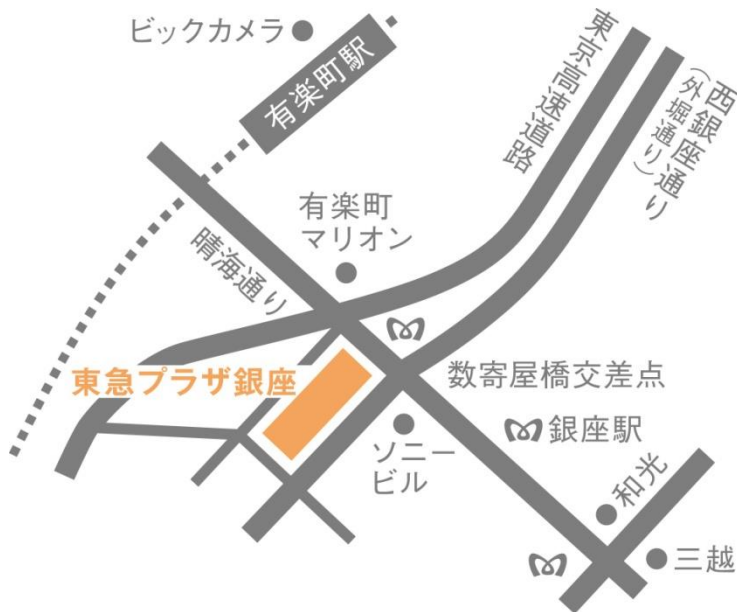 ビックカメラ
有楽町駅
東京高速道路
西銀座通り
（外堀通り）
有楽町
マリオン
晴海通り
東急プラザ銀座
数寄屋橋交差点
ソニー
ビル
銀座駅
和光
三越